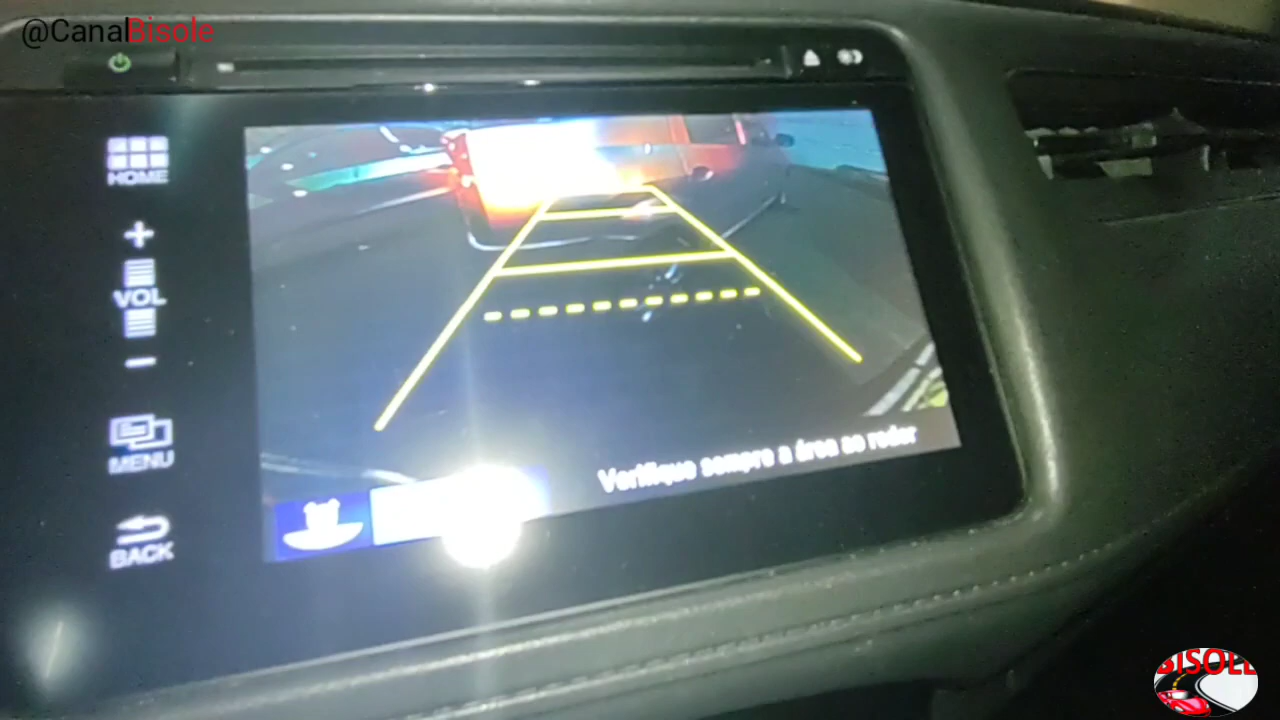 @CanalBisole
HOME
+
VOL
-
MENU
BACK
Verifique sempre a área ao redor
BISOLE